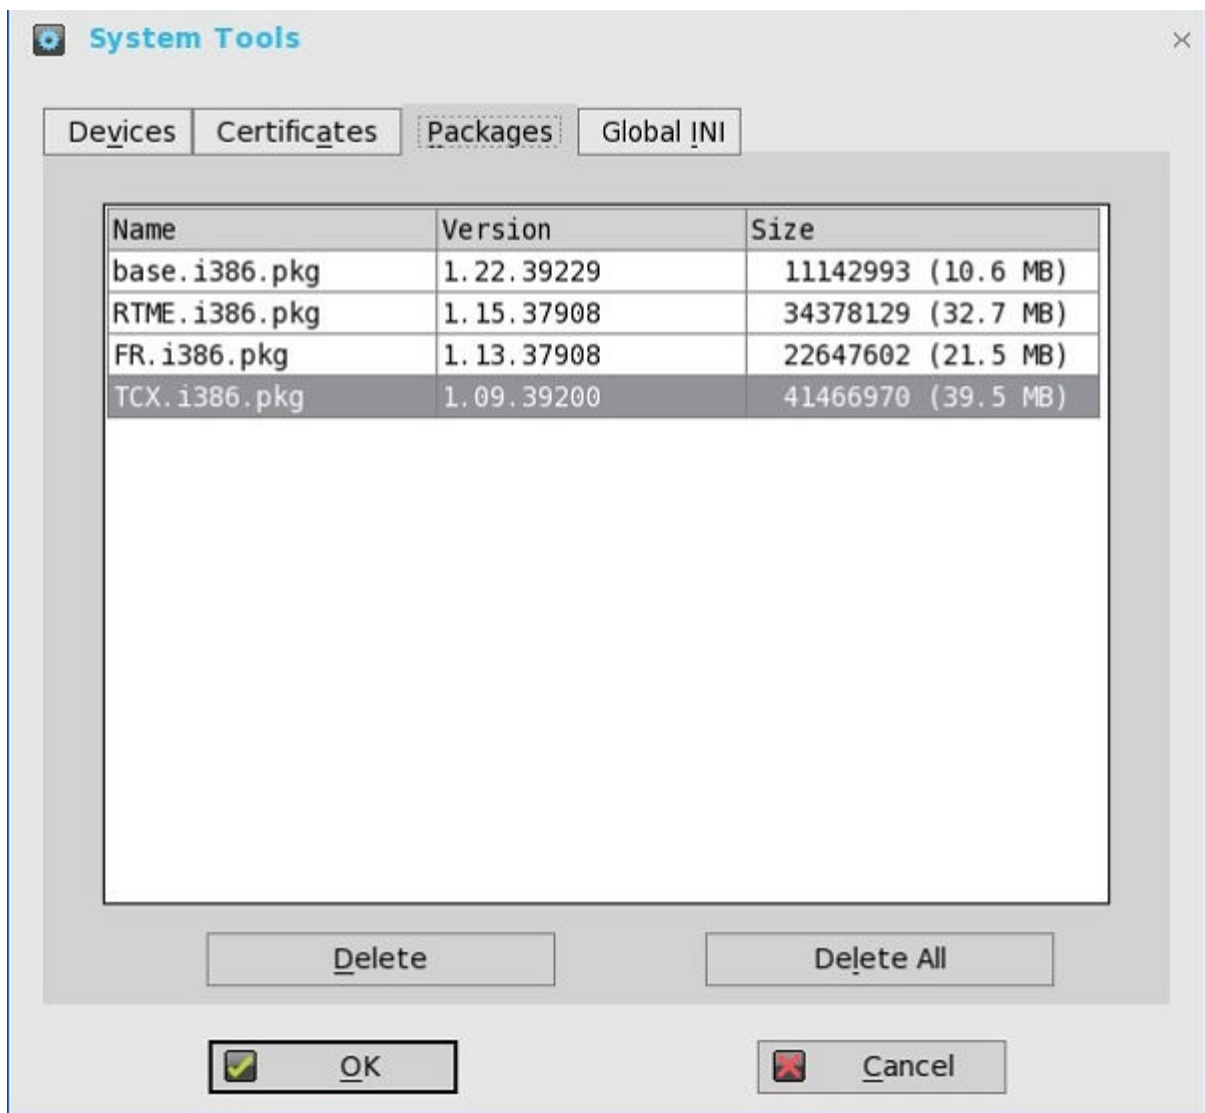 System Tools
Devices Certificates Packages Global INI
Name Version Size
base.i386.pkg 1.22.39229 11142993 (10.6 MB)
RTME.i386.pkg 1.15.37908 34378129 (32.7 MB)
FR.i386.pkg 1.13.37908 22647602 (21.5 MB)
TCX.i386.pkg 1.09.39200 41466970 (39.5 MB)
Delete Delete All
OK Cancel